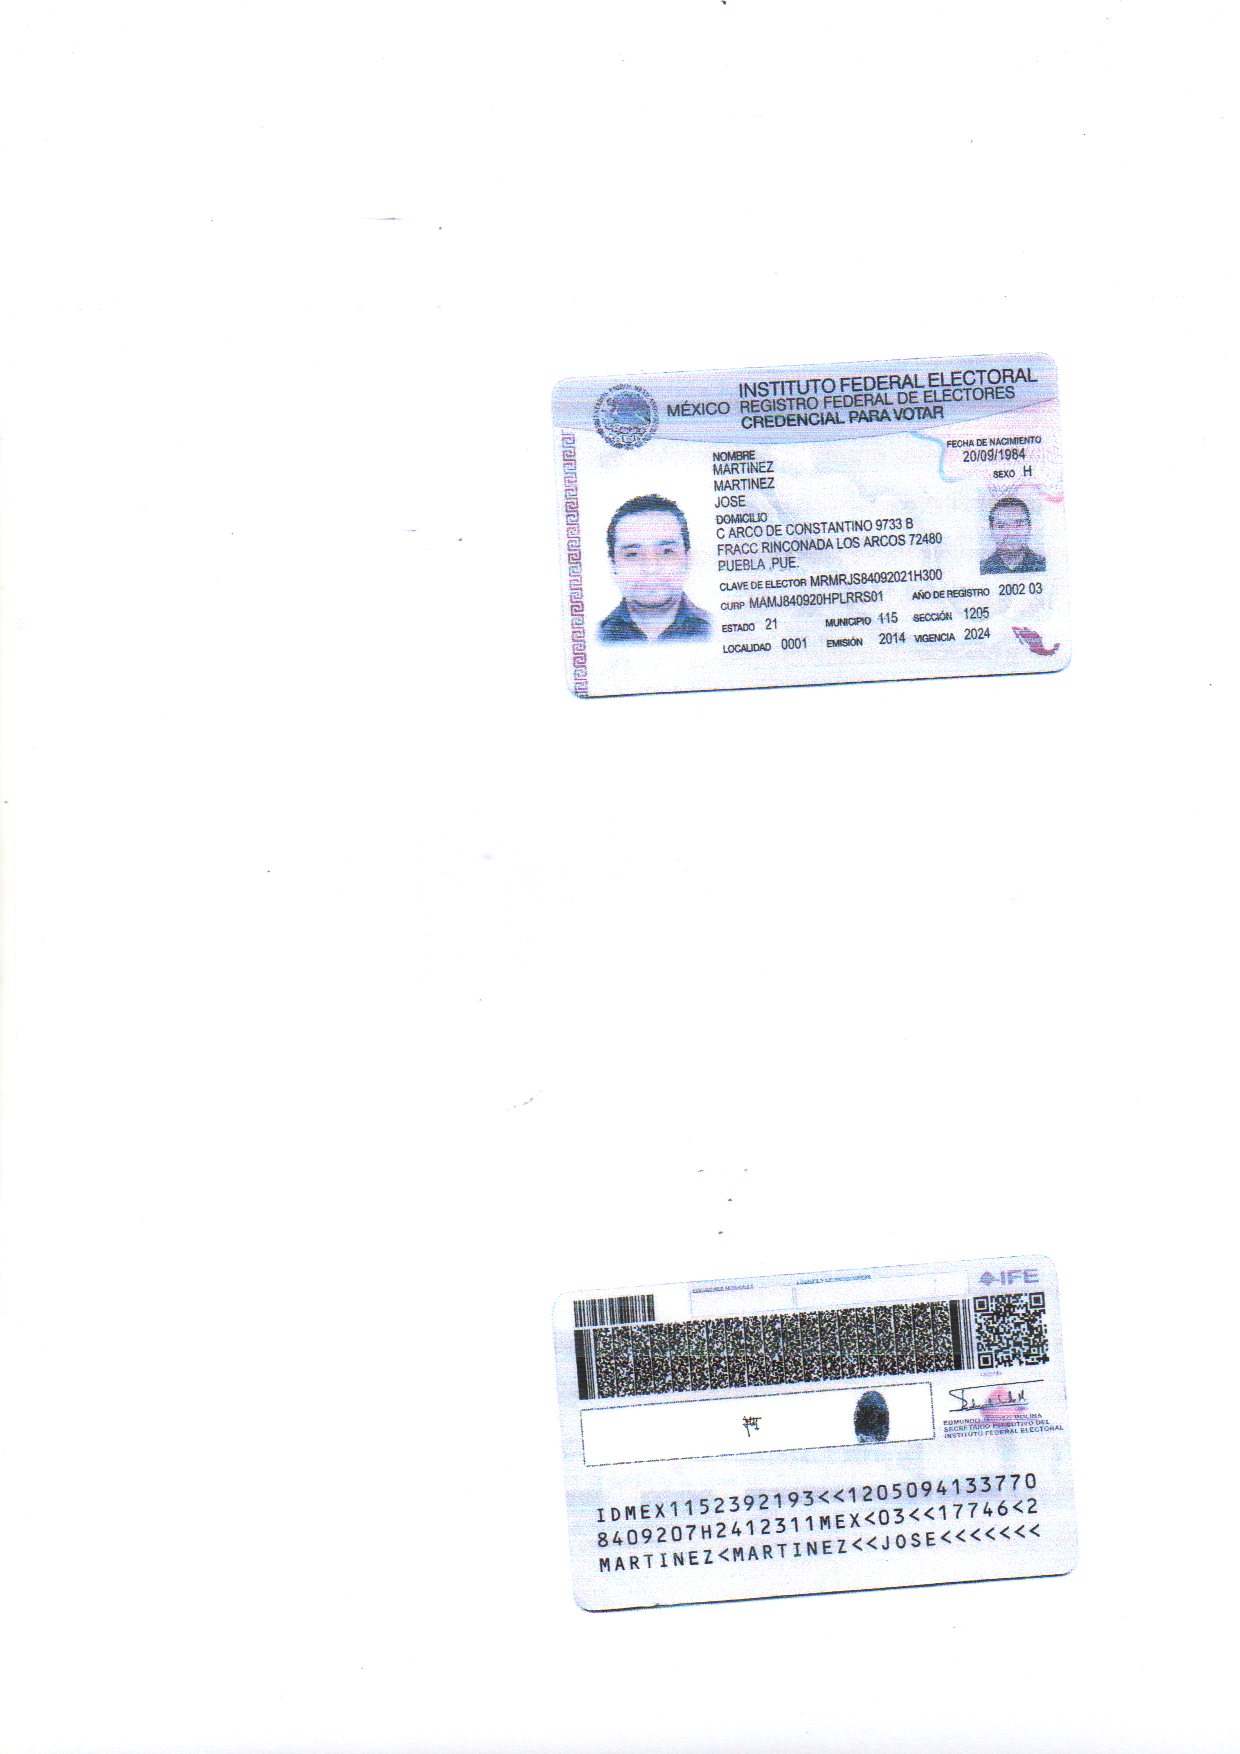 INSTITUTO FEDERAL ELECTORAL
MÉXICO REGISTRO FEDERAL DE ELECTORES
CREDENCIAL PARA VOTAR
FECHA DE NACIMIENTO
20/09/1984
SEXO H
NOMBRE
MARTINEZ
MARTINEZ
JOSE
DOMICILIO
C ARCO DE CONSTANTINO 9733 B
FRACC RINCONADA LOS ARCOS 72480
PUEBLA ,PUE.
CLAVE DE ELECTOR MRMRJS84092021H300
CURP MAMJ840920HPLRRS01 AÑO DE REGISTRO 2002 03
ESTADO 21 MUNICIPIO 115 SECCIÓN 1205
LOCALIDAD 0001 EMISIÓN 2014 VIGENCIA 2024
IFE
EDMUNDO JACOBO MOLINA
SECRETARIO EJECUTIVO DEL
INSTITUTO FEDERAL ELECTORAL
IDMEX1152392193<<1205094133770
8409207H2412311MEX<03<<17746<2
MARTINEZ<MARTINEZ<<JOSE<<<<<<<